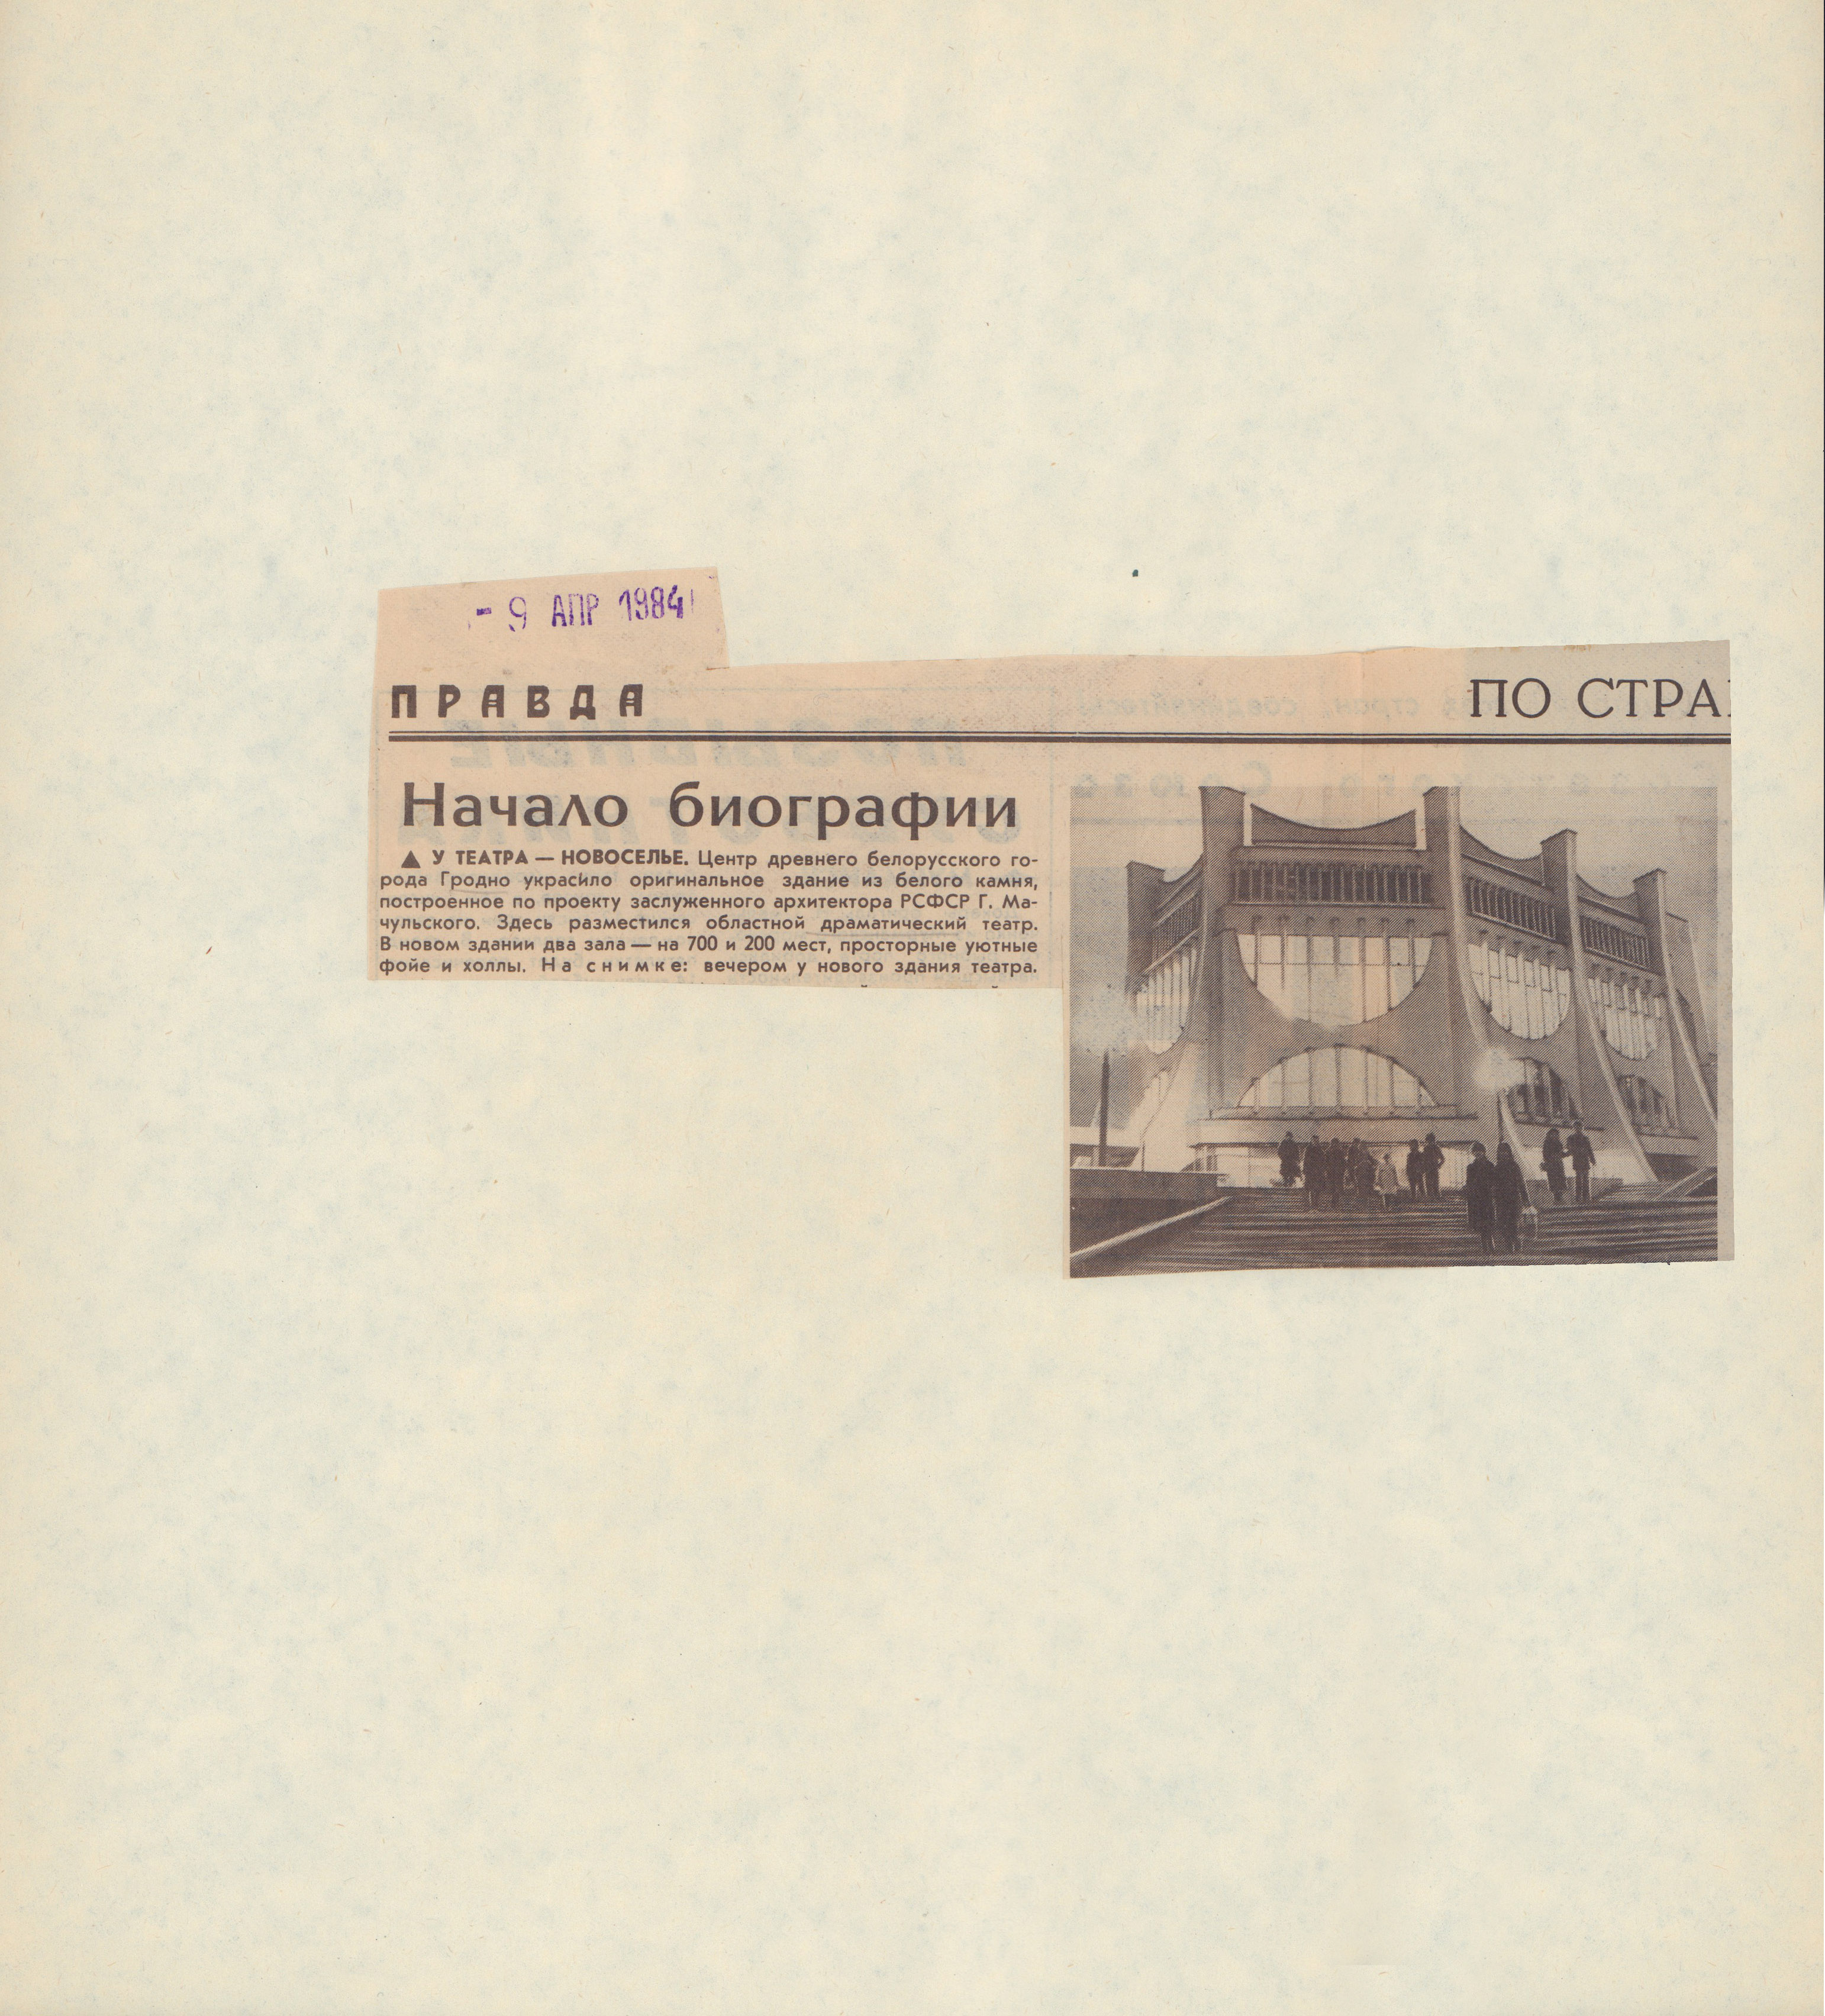 - 9 АПР 1984
ПРАВДА
ПО СТРА
Начало биографии
▲ У ТЕАТРА — НОВОСЕЛЬЕ. Центр древнего белорусского го-
рода Гродно украсило оригинальное здание из белого камня,
построенное по проекту заслуженного архитектора РСФСР Г. Ма-
чульского. Здесь разместился областной драматический театр.
В новом здании два зала — на 700 и 200 мест, просторные уютные
фойе и холлы. На снимке: вечером у нового здания театра.